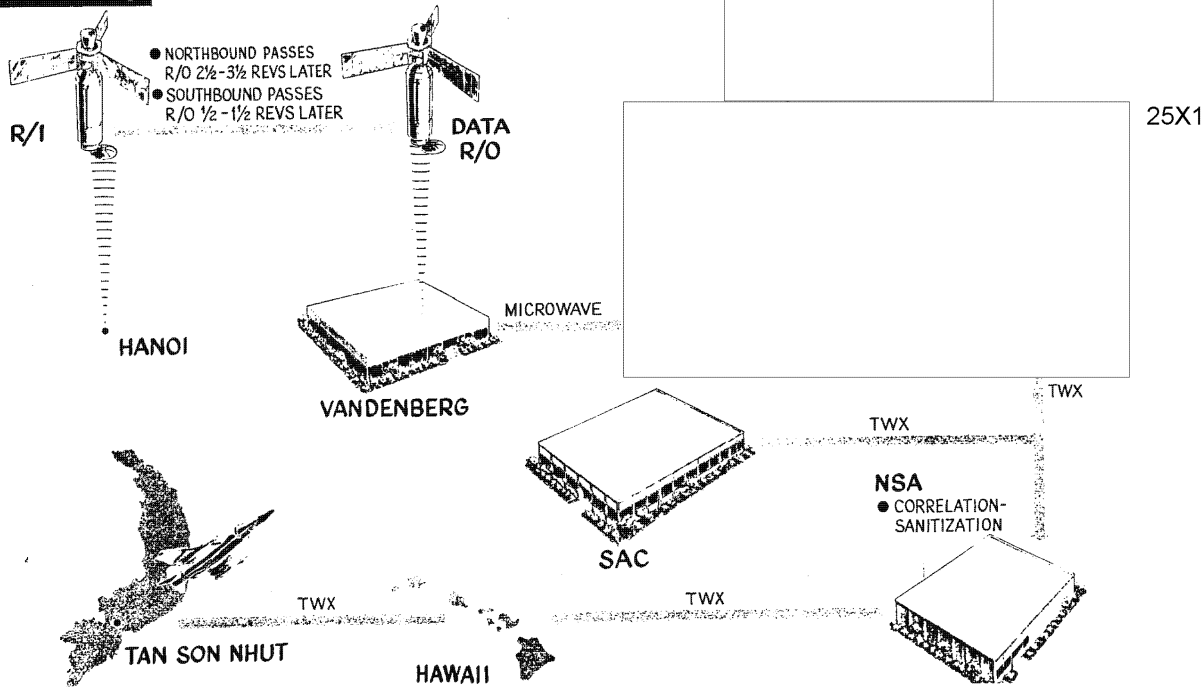 ● NORTHBOUND PASSES
R/O 2½-3½ REVS LATER
● SOUTHBOUND PASSES
R/O ½-1½ REVS LATER
R/I
DATA
R/O
25X1
HANOI
VANDENBERG
MICROWAVE
TWX
TWX
SAC
NSA
● CORRELATION-
SANITIZATION
TAN SON NHUT
TWX
HAWAII
TWX